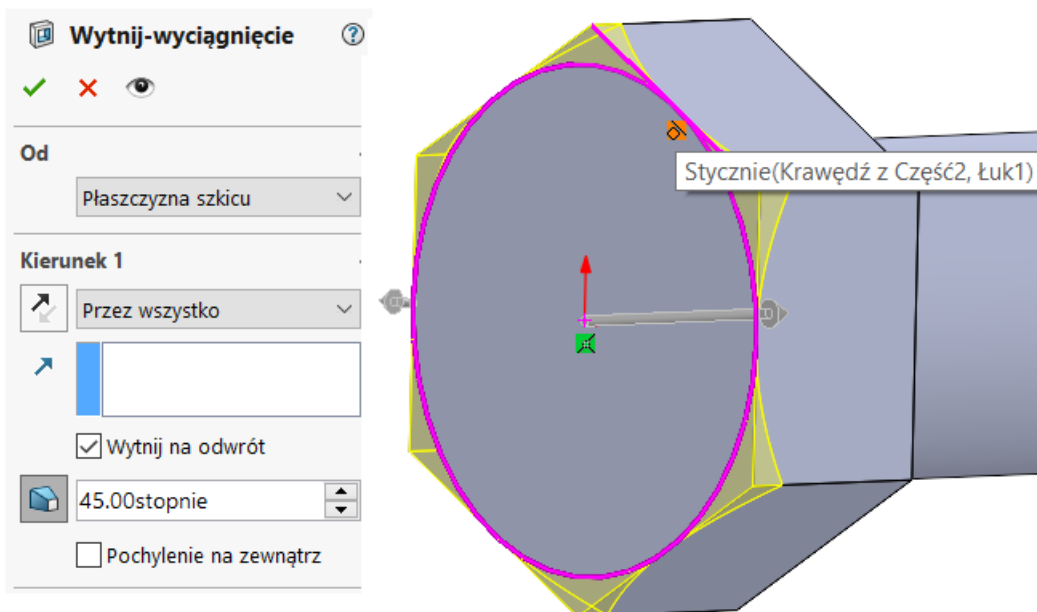 Wytnij-wyciągnięcie
Od
Płaszczyzna szkicu
Kierunek 1
Przez wszystko
Wytnij na odwrót
45.00stopnie
Pochylenie na zewnątrz
Stycznie(Krawędź z Część2, Łuk1)